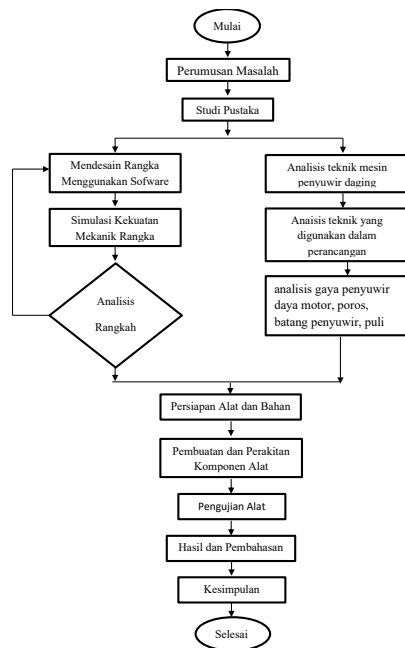 Mulai
Perumusan Masalah
Studi Pustaka
Mendesain Rangka
Menggunakan Sofware
Simulasi Kekuatan
Mekanik Rangka
Analisis
Rangkah
Analisis teknik mesin
penyuwir daging
Anaisis teknik yang
digunakan dalam
perancangan
analisis gaya penyuwir
daya motor, poros,
batang penyuwir, puli
Persiapan Alat dan Bahan
Pembuatan dan Perakitan
Komponen Alat
Pengujian Alat
Hasil dan Pembahasan
Kesimpulan
Selesai